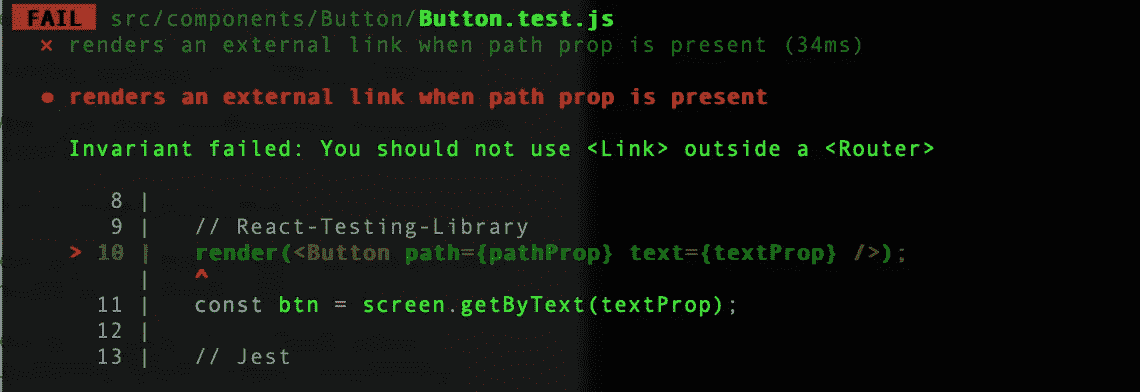 FAIL src/components/Button/Button.test.js
✕ renders an external link when path prop is present (34ms)
● renders an external link when path prop is present
Invariant failed: You should not use <Link> outside a <Router>
8 |
9 | // React-Testing-Library
> 10 | render(<Button path={pathProp} text={textProp} />);
| ^
11 | const btn = screen.getByText(textProp);
12 |
13 | // Jest